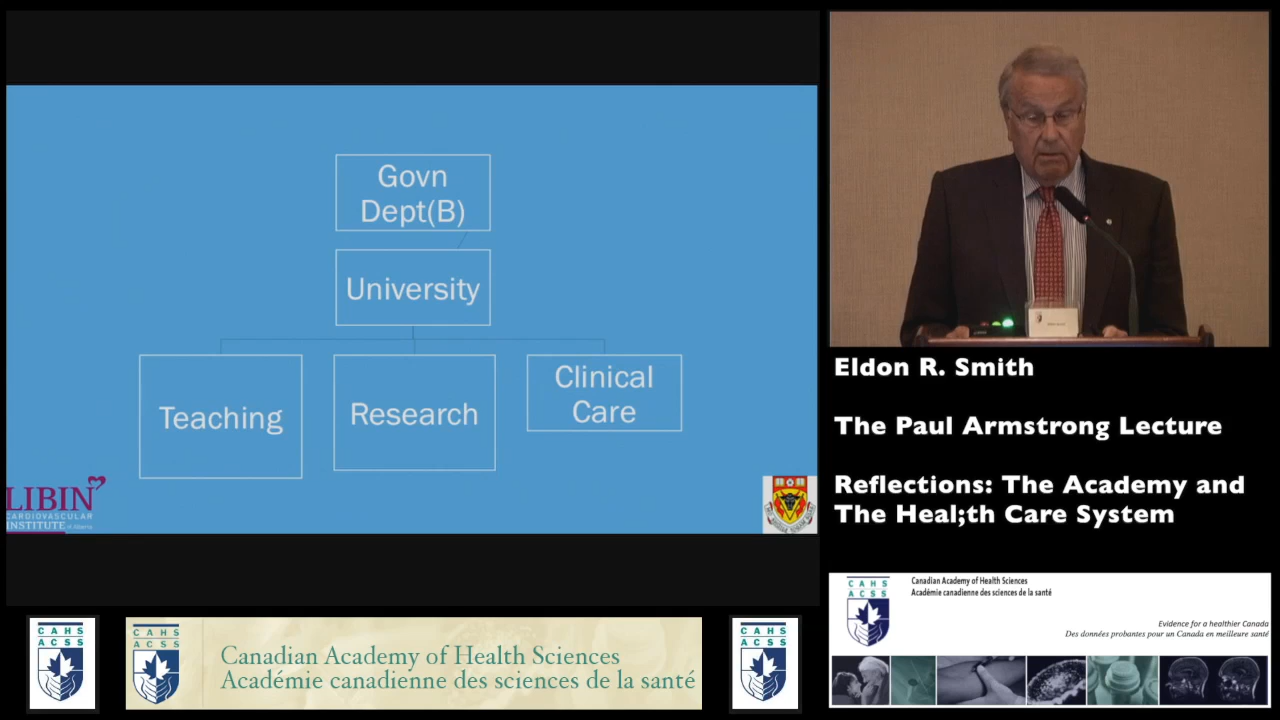 Govn
Dept(B)
University
Teaching
Research
Clinical
Care
LIBIN
CARDIOVASCULAR
INSTITUTE of Alberta
Eldon R. Smith
The Paul Armstrong Lecture
Reflections: The Academy and
The Heal;th Care System
CAHS
ACSS
Canadian Academy of Health Sciences
Académie canadienne des sciences de la santé
Evidence for a healthier Canada
Des données probantes pour un Canada en meilleure santé
CAHS
ACSS
CAHS
ACSS
Canadian Academy of Health Sciences
Académie canadienne des sciences de la santé
CAHS
ACSS